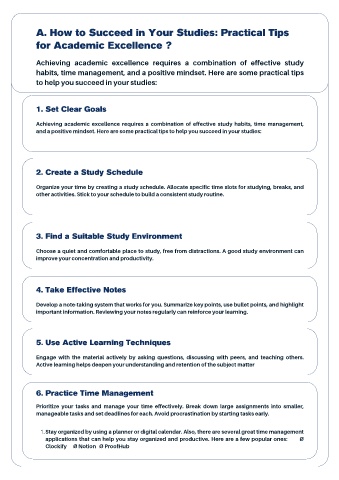 A. How to Succeed in Your Studies: Practical Tips
for Academic Excellence ?
Achieving academic excellence requires a combination of effective study
habits, time management, and a positive mindset. Here are some practical tips
to help you succeed in your studies:
1. Set Clear Goals
Achieving academic excellence requires a combination of effective study habits, time management,
and a positive mindset. Here are some practical tips to help you succeed in your studies:
2. Create a Study Schedule
Organize your time by creating a study schedule. Allocate specific time slots for studying, breaks, and
other activities. Stick to your schedule to build a consistent study routine.
3. Find a Suitable Study Environment
Choose a quiet and comfortable place to study, free from distractions. A good study environment can
improve your concentration and productivity.
4. Take Effective Notes
Develop a note-taking system that works for you. Summarize key points, use bullet points, and highlight
important information. Reviewing your notes regularly can reinforce your learning.
5. Use Active Learning Techniques
Engage with the material actively by asking questions, discussing with peers, and teaching others.
Active learning helps deepen your understanding and retention of the subject matter
6. Practice Time Management
Prioritize your tasks and manage your time effectively. Break down large assignments into smaller,
manageable tasks and set deadlines for each. Avoid procrastination by starting tasks early.
1. Stay organized by using a planner or digital calendar. Also, there are several great time management
applications that can help you stay organized and productive. Here are a few popular ones: Ø
Clockify Ø Notion Ø ProofHub